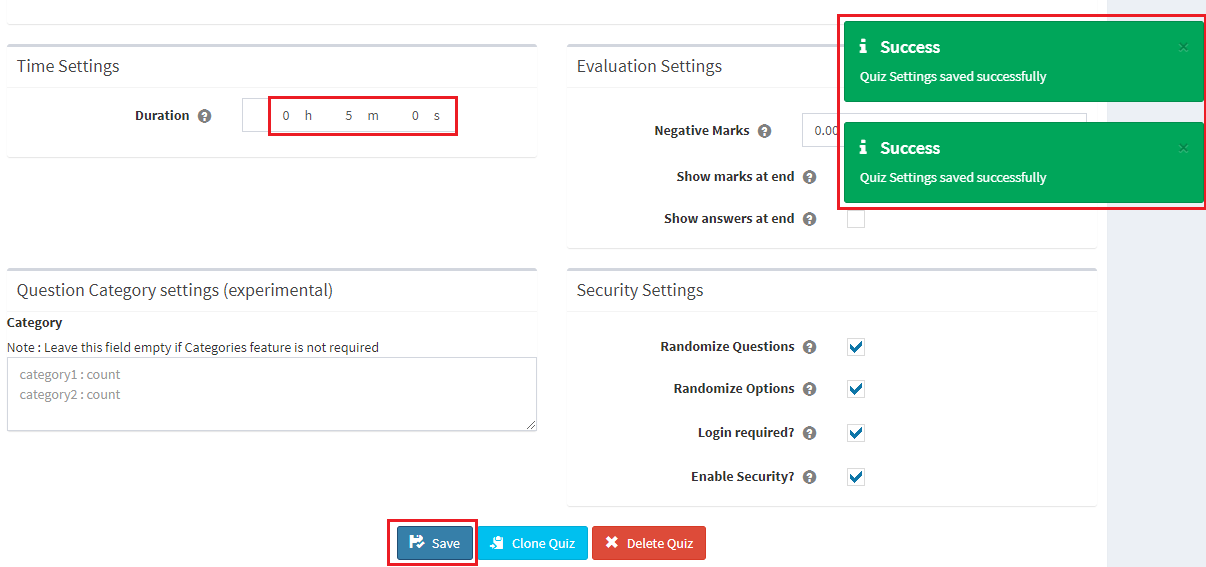 Success
Quiz Settings saved successfully
Time Settings
Evaluation Settings
Duration
0 h 5 m 0 s
Negative Marks
0.00
Success
Quiz Settings saved successfully
Show marks at end
Show answers at end
Question Category settings (experimental)
Category
Note : Leave this field empty if Categories feature is not required
category1 : count
category2 : count
Security Settings
Randomize Questions
Randomize Options
Login required?
Enable Security?
Save
Clone Quiz
Delete Quiz